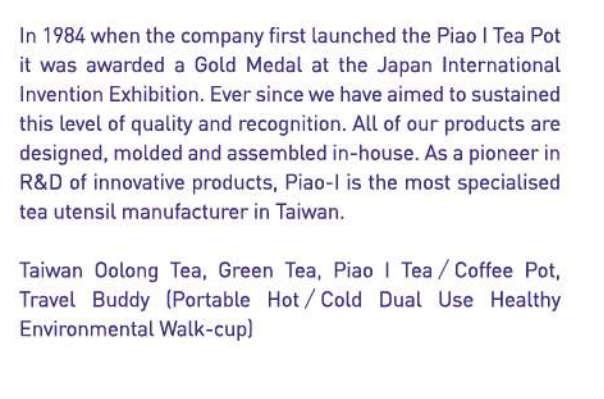 In 1984 when the company first launched the Piao I Tea Pot
it was awarded a Gold Medal at the Japan International
Invention Exhibition. Ever since we have aimed to sustained
this level of quality and recognition. All of our products are
designed, molded and assembled in-house. As a pioneer in
R&D of innovative products, Piao-I is the most specialised
tea utensil manufacturer in Taiwan.

Taiwan Oolong Tea, Green Tea, Piao I Tea / Coffee Pot,
Travel Buddy (Portable Hot / Cold Dual Use Healthy
Environmental Walk-cup)